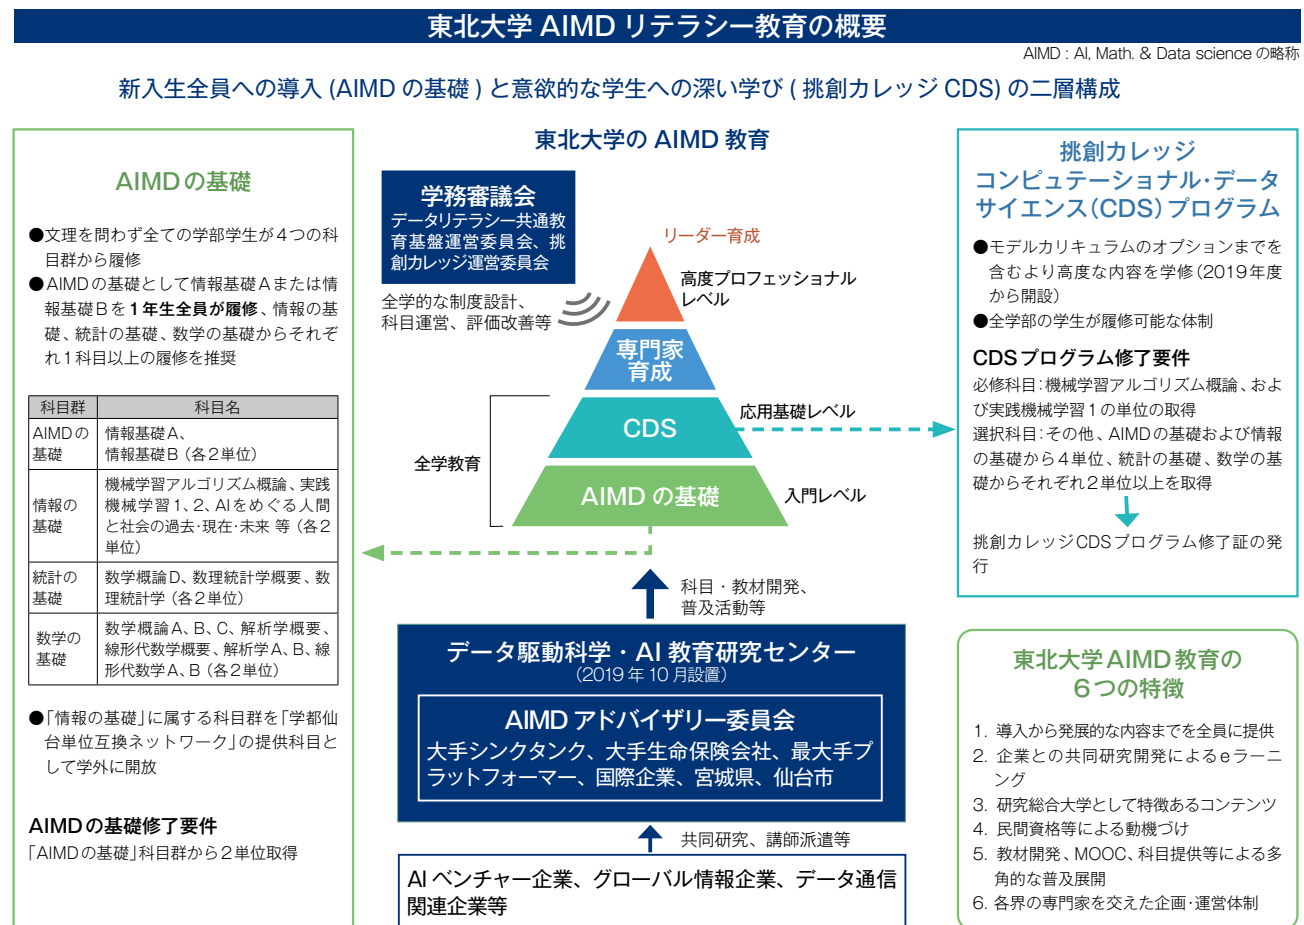 東北大学 AIMD リテラシー教育の概要
AIMD : AI, Math. & Data science の略称
新入生全員への導入 (AIMD の基礎 ) と意欲的な学生への深い学び ( 挑創カレッジ CDS) の二層構成
AIMDの基礎
●文理を問わず全ての学部学生が4つの科
目群から履修
●AIMDの基礎として情報基礎Aまたは情
報基礎Bを1年生全員が履修、情報の基
礎、統計の基礎、数学の基礎からそれぞ
れ1科目以上の履修を推奨
科目群 科目名
AIMDの
基礎
情報基礎A、
情報基礎B（各2単位）
情報の
基礎
機械学習アルゴリズム概論、実践
機械学習1、2、AIをめぐる人間
と社会の過去・現在・未来 等（各2
単位）
統計の
基礎
数学概論D、数理統計学概要、数
理統計学（各2単位）
数学の
基礎
数学概論A、B、C、解析学概要、
線形代数学概要、解析学A、B、線
形代数学A、B（各2単位）
●「情報の基礎」に属する科目群を「学都仙
台単位互換ネットワーク」の提供科目と
して学外に開放
AIMDの基礎修了要件
「AIMDの基礎」科目群から2単位取得
東北大学の AIMD 教育
学務審議会
データリテラシー共通教
育基盤運営委員会、挑
創カレッジ運営委員会
全学的な制度設計、
科目運営、評価改善等
リーダー育成
高度プロフェッショナル
レベル
専門家
育成
CDS
応用基礎レベル
全学教育
AIMD の基礎
入門レベル
科目・教材開発、
普及活動等
データ駆動科学・AI 教育研究センター
（2019 年 10 月設置）
AIMD アドバイザリー委員会
大手シンクタンク、大手生命保険会社、最大手プ
ラットフォーマー、国際企業、宮城県、仙台市
共同研究、講師派遣等
AI ベンチャー企業、グローバル情報企業、データ通信
関連企業等
挑創カレッジ
コンピュテーショナル・データ
サイエンス（CDS）プログラム
●モデルカリキュラムのオプションまでを
含むより高度な内容を学修（2019年度
から開設）
●全学部の学生が履修可能な体制
CDSプログラム修了要件
必修科目：機械学習アルゴリズム概論、およ
び実践機械学習1の単位の取得
選択科目：その他、AIMDの基礎および情報
の基礎から4単位、統計の基礎、数学の基
礎からそれぞれ2単位以上を取得
挑創カレッジCDSプログラム修了証の発
行
東北大学AIMD教育の
6つの特徴
1. 導入から発展的な内容までを全員に提供
2. 企業との共同研究開発によるeラーニ
ング
3. 研究総合大学として特徴あるコンテンツ
4. 民間資格等による動機づけ
5. 教材開発、MOOC、科目提供等による多
角的な普及展開
6. 各界の専門家を交えた企画・運営体制